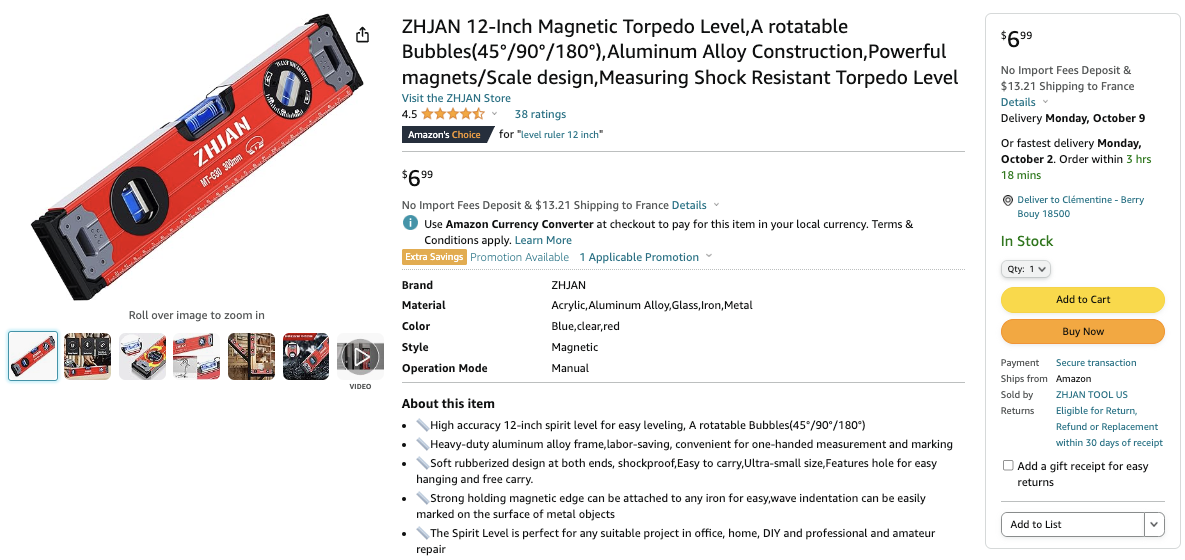 ZHJAN 12-Inch Magnetic Torpedo Level,A rotatable
Bubbles(45°/90°/180°),Aluminum Alloy Construction,Powerful
magnets/Scale design,Measuring Shock Resistant Torpedo Level
Visit the ZHJAN Store
4.5
38 ratings
Amazon's Choice for "level ruler 12 inch"
ZHJAN
MT-G30 300mm
Roll over image to zoom in
VIDEO
$6 99
No Import Fees Deposit & $13.21 Shipping to France Details
Use Amazon Currency Converter at checkout to pay for this item in your local currency. Terms &
Conditions apply. Learn More
Extra Savings Promotion Available 1 Applicable Promotion
Brand ZHJAN
Material Acrylic,Aluminum Alloy,Glass,Iron,Metal
Color Blue,clear,red
Style Magnetic
Operation Mode Manual
About this item
• 📏High accuracy 12-inch spirit level for easy leveling, A rotatable Bubbles(45°/90°/180°)
• 📏Heavy-duty aluminum alloy frame,labor-saving, convenient for one-handed measurement and marking
• 📏Soft rubberized design at both ends, shockproof,Easy to carry,Ultra-small size,Features hole for easy
hanging and free carry.
• 📏Strong holding magnetic edge can be attached to any iron for easy,wave indentation can be easily
marked on the surface of metal objects
• 📏The Spirit Level is perfect for any suitable project in office, home, DIY and professional and amateur
repair
$6 99
No Import Fees Deposit &
$13.21 Shipping to France
Details
Delivery Monday, October 9
Or fastest delivery Monday,
October 2. Order within 3 hrs
18 mins
Deliver to Clémentine - Berry
Bouy 18500
In Stock
Qty: 1
Add to Cart
Buy Now
Payment Secure transaction
Ships from Amazon
Sold by ZHJAN TOOL US
Returns Eligible for Return,
Refund or Replacement
within 30 days of receipt
Add a gift receipt for easy
returns
Add to List